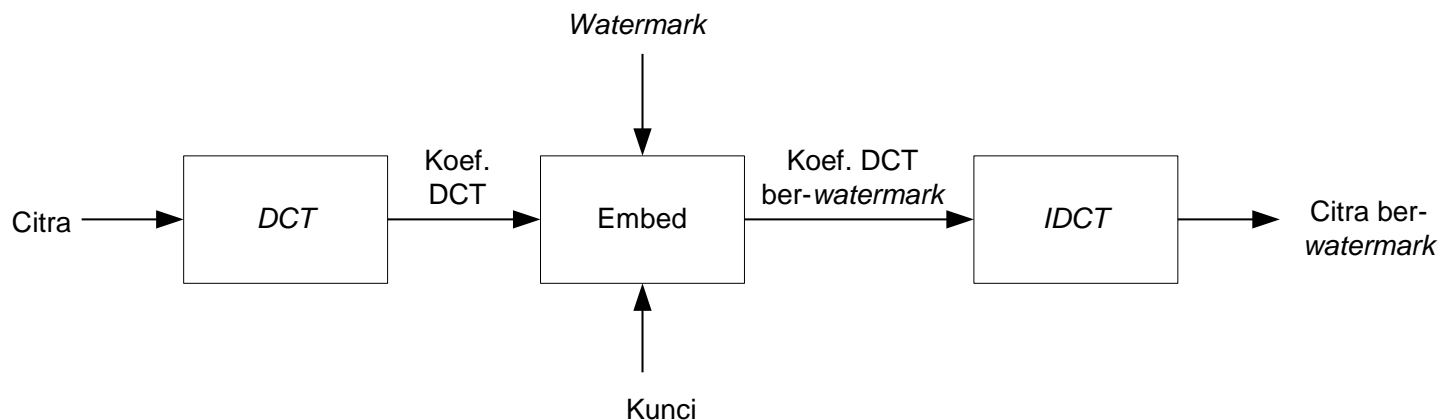 Watermark
Citra
DCT
Koef.
DCT
Embed
Koef. DCT
ber-watermark
IDCT
Citra ber-
watermark
Kunci